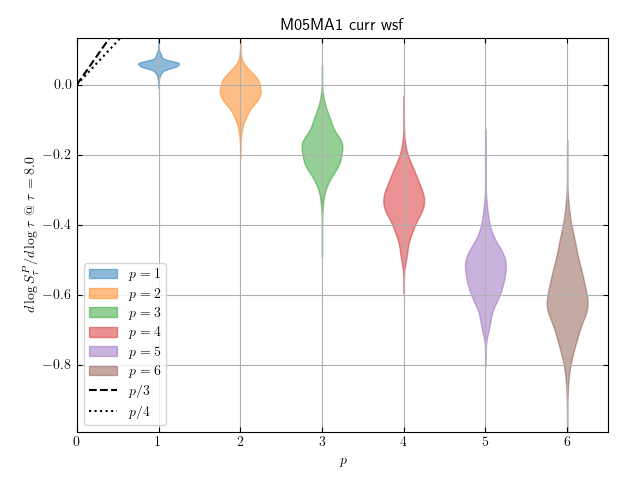 M05MA1 curr wsf
d log S_τ^P / d log τ @ τ = 8.0
0.0
−0.2
−0.4
−0.6
−0.8
p = 1
p = 2
p = 3
p = 4
p = 5
p = 6
p/3
p/4
0 1 2 3 4 5 6
p